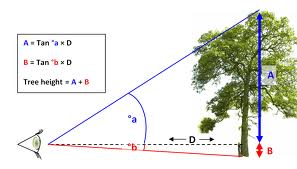 A = Tan °a × D
B = Tan °b × D
Tree height = A + B
°a
°b
D
A
B